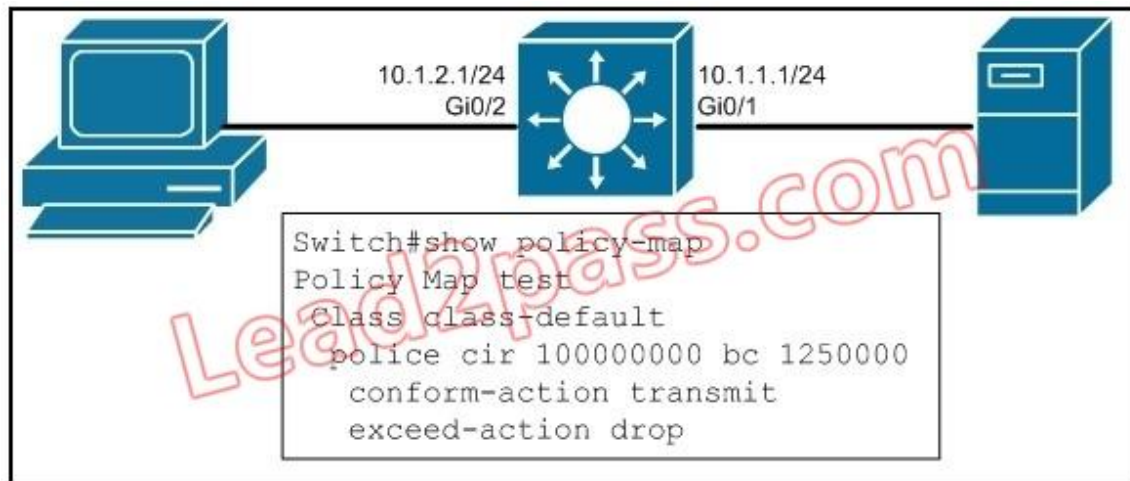 10.1.2.1/24
Gi0/2
10.1.1.1/24
Gi0/1
Switch#show policy-map
Policy Map test
Class class-default
police cir 100000000 bc 1250000
conform-action transmit
exceed-action drop
Lead2pass.com